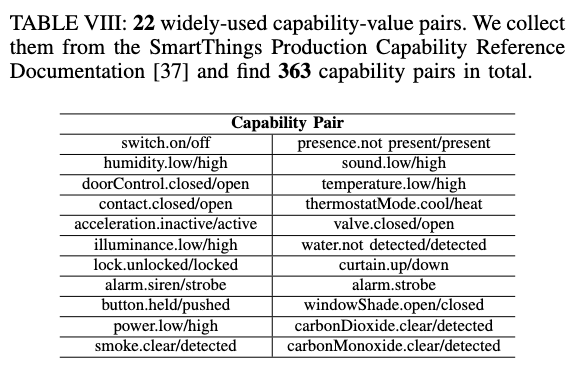 TABLE VIII: 22 widely-used capability-value pairs. We collect
them from the SmartThings Production Capability Reference
Documentation [37] and find 363 capability pairs in total.
Capability Pair
switch.on/off presence.not present/present
humidity.low/high sound.low/high
doorControl.closed/open temperature.low/high
contact.closed/open thermostatMode.cool/heat
acceleration.inactive/active valve.closed/open
illuminance.low/high water.not detected/detected
lock.unlocked/locked curtain.up/down
alarm.siren/strobe alarm.strobe
button.held/pushed windowShade.open/closed
power.low/high carbonDioxide.clear/detected
smoke.clear/detected carbonMonoxide.clear/detected